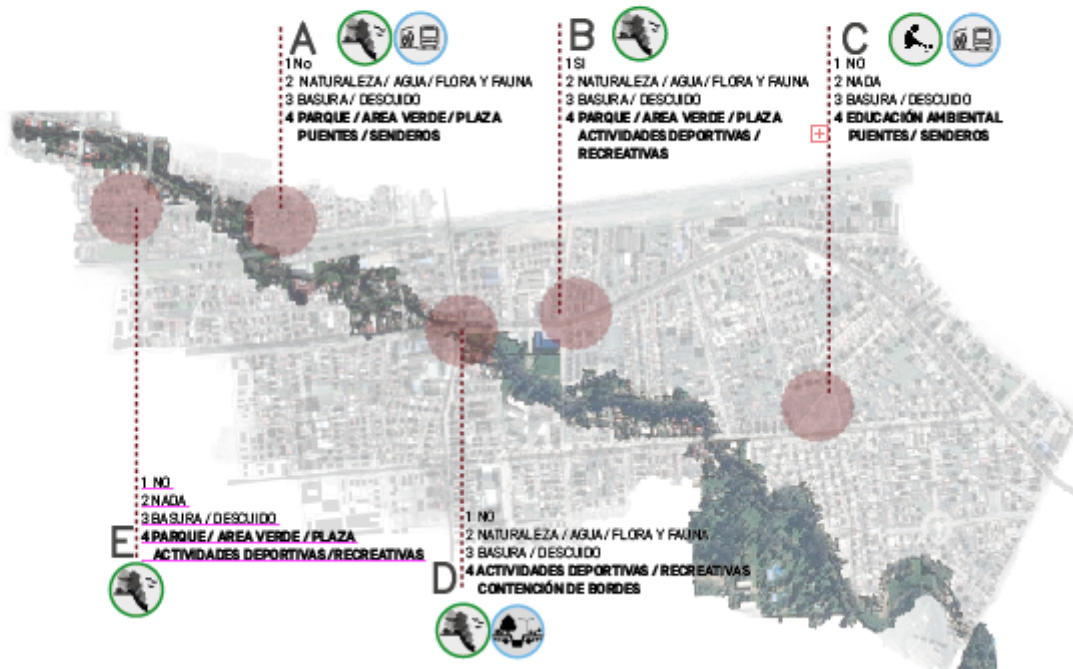 A
1 No
2 NATURALEZA / AGUA / FLORA Y FAUNA
3 BASURA / DESCUIDO
4 PARQUE / AREA VERDE / PLAZA
PUENTES / SENDEROS
B
1 SI
2 NATURALEZA / AGUA / FLORA Y FAUNA
3 BASURA / DESCUIDO
4 PARQUE / AREA VERDE / PLAZA
ACTIVIDADES DEPORTIVAS /
RECREATIVAS
C
1 NO
2 NADA
3 BASURA / DESCUIDO
4 EDUCACIÓN AMBIENTAL
PUENTES / SENDEROS
1 NO
2 NADA
3 BASURA / DESCUIDO
4 PARQUE / AREA VERDE / PLAZA
ACTIVIDADES DEPORTIVAS / RECREATIVAS
E
1 NO
2 NATURALEZA / AGUA / FLORA Y FAUNA
3 BASURA / DESCUIDO
4 ACTIVIDADES DEPORTIVAS / RECREATIVAS
CONTENCIÓN DE BORDES
D